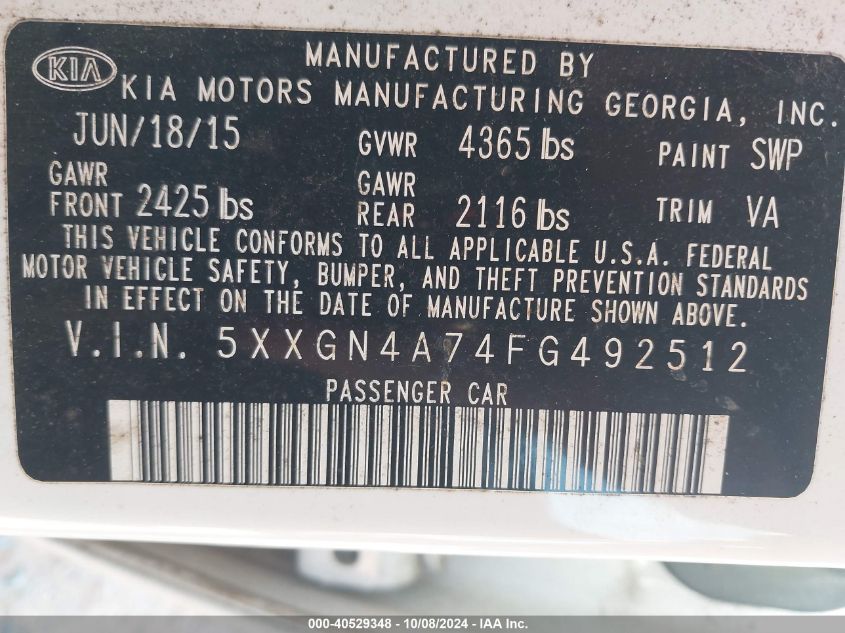 KIA
MANUFACTURED BY
KIA MOTORS MANUFACTURING GEORGIA, INC.
JUN/18/15 GVWR 4365 lbs PAINT SWP
GAWR FRONT 2425 lbs GAWR REAR 2116 lbs TRIM VA
THIS VEHICLE CONFORMS TO ALL APPLICABLE U.S.A. FEDERAL
MOTOR VEHICLE SAFETY, BUMPER, AND THEFT PREVENTION STANDARDS
IN EFFECT ON THE DATE OF MANUFACTURE SHOWN ABOVE.
V.I.N. 5XXGN4A74FG492512
PASSENGER CAR
000-40529348 - 10/08/2024 - IAA Inc.